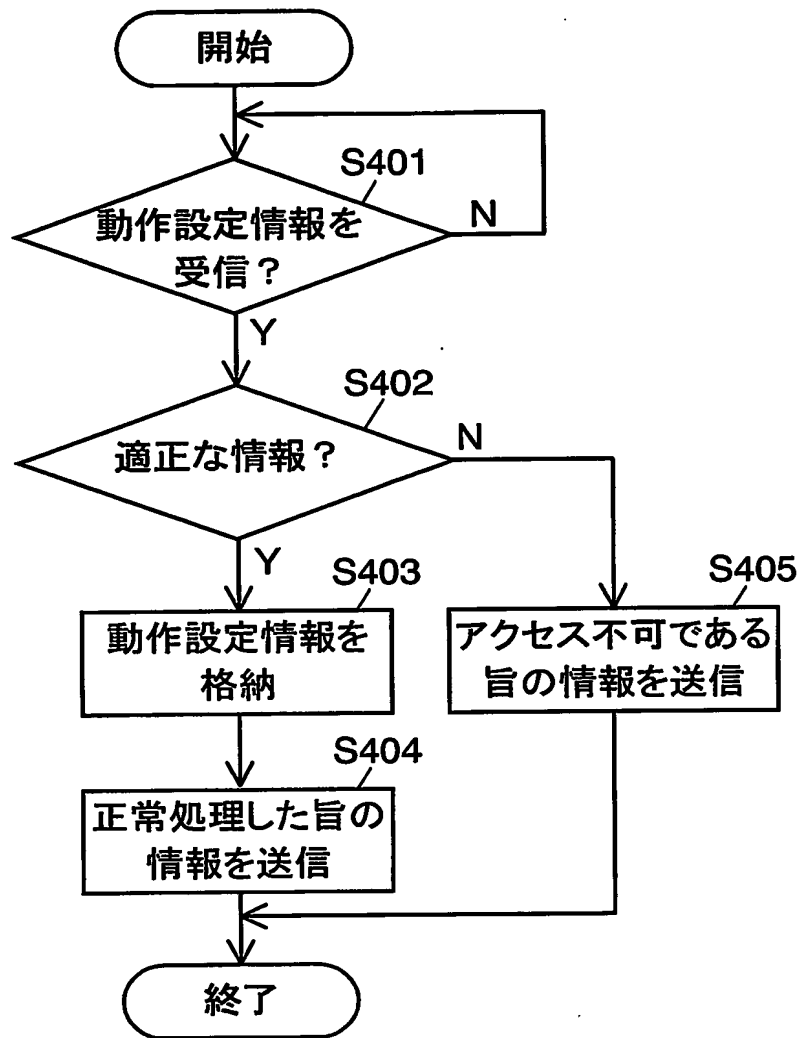 開始
S401
動作設定情報を
受信？
N
Y
S402
適正な情報？
N
Y
S403
動作設定情報を
格納
S405
アクセス不可である
旨の情報を送信
S404
正常処理した旨の
情報を送信
終了